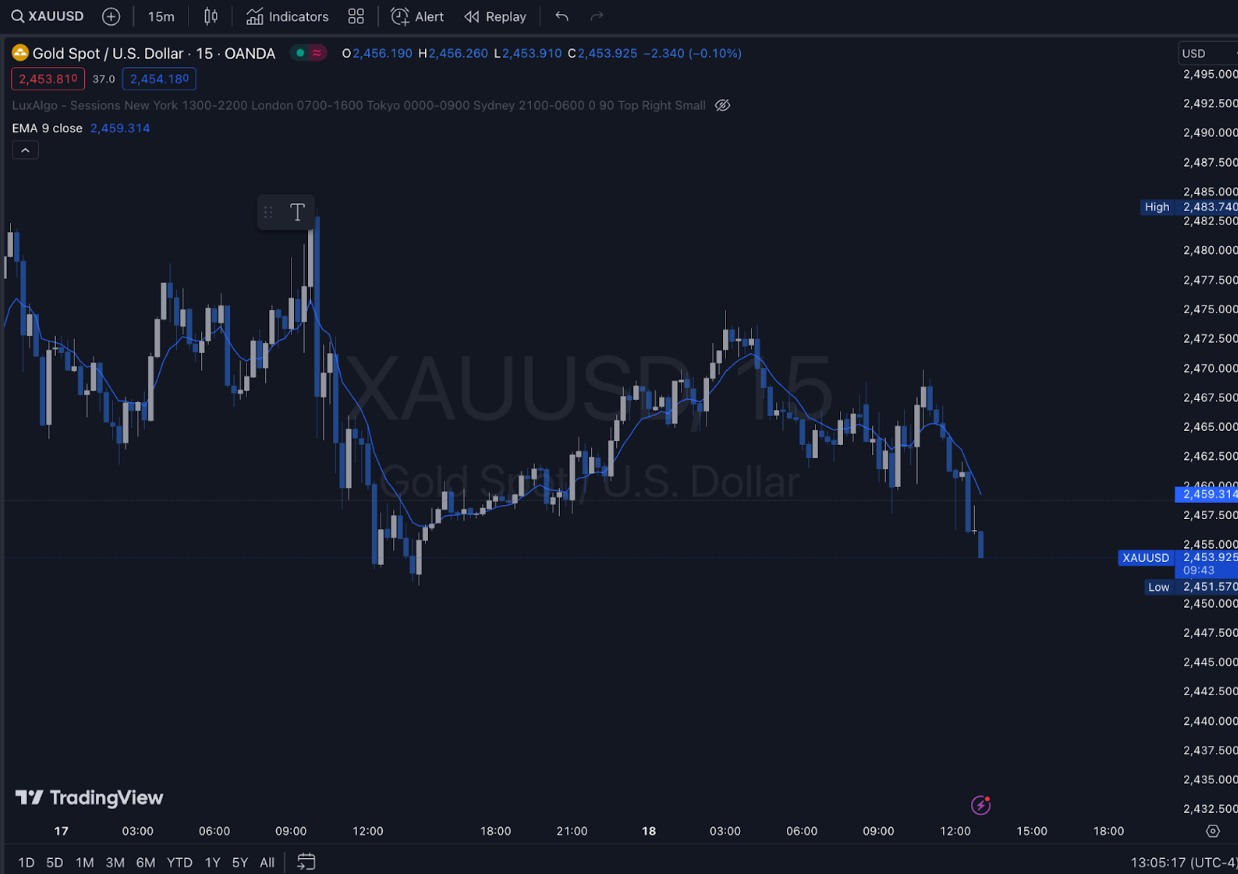 XAUUSD 15m Indicators Alert Replay
Gold Spot / U.S. Dollar · 15 · OANDA O2,456.190 H2,456.260 L2,453.910 C2,453.925 −2.340 (−0.10%) USD
2,453.810 37.0 2,454.180
LuxAlgo - Sessions New York 1300-2200 London 0700-1600 Tokyo 0000-0900 Sydney 2100-0600 0 90 Top Right Small
EMA 9 close 2,459.314
T
XAUUSD, 15
Gold Spot / U.S. Dollar
2,495.000
2,492.500
2,490.000
2,487.500
2,485.000
High 2,483.740
2,482.500
2,480.000
2,477.500
2,475.000
2,472.500
2,470.000
2,467.500
2,465.000
2,462.500
2,460.000
2,459.314
2,457.500
2,455.000
XAUUSD 2,453.925
09:43
Low 2,451.570
2,450.000
2,447.500
2,445.000
2,442.500
2,440.000
2,437.500
2,435.000
2,432.500
TradingView
17 03:00 06:00 09:00 12:00 18:00 21:00 18 03:00 06:00 09:00 12:00 15:00 18:00
1D 5D 1M 3M 6M YTD 1Y 5Y All 13:05:17 (UTC-4)